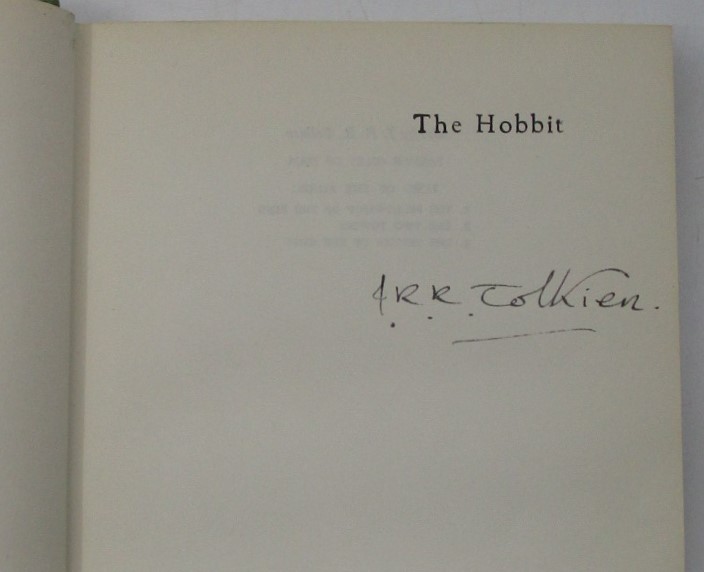 The Hobbit
J.R.R. Tolkien.